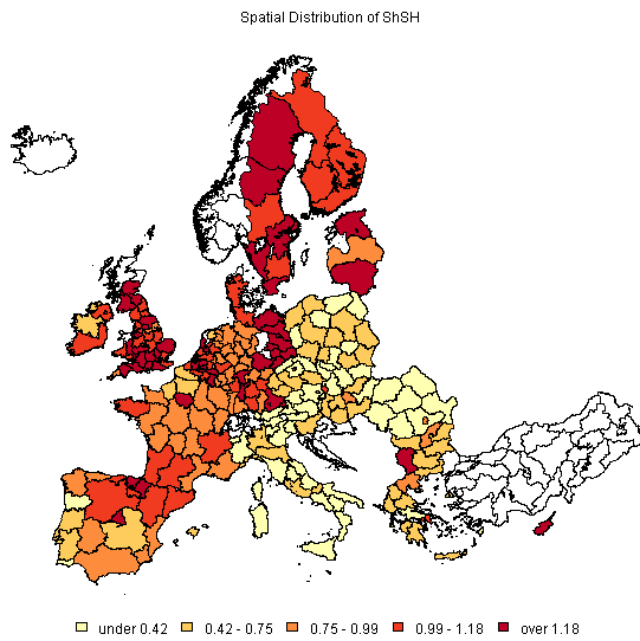 Spatial Distribution of ShSH
under 0.42 0.42 - 0.75 0.75 - 0.99 0.99 - 1.18 over 1.18